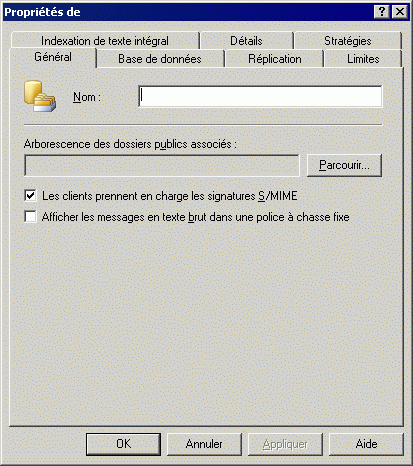 Propriétés de
Indexation de texte intégral Détails Stratégies
Général Base de données Réplication Limites
Nom :
Arborescence des dossiers publics associés :
Parcourir...
Les clients prennent en charge les signatures S/MIME
Afficher les messages en texte brut dans une police à chasse fixe
OK Annuler Appliquer Aide